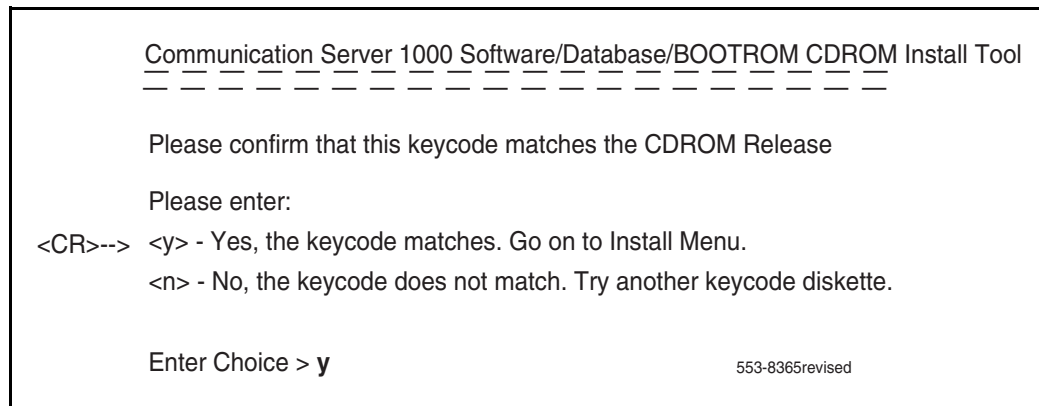 Communication Server 1000 Software/Database/BOOTROM CDROM Install Tool
Please confirm that this keycode matches the CDROM Release
Please enter:
<CR>--> <y> - Yes, the keycode matches. Go on to Install Menu.
<n> - No, the keycode does not match. Try another keycode diskette.
Enter Choice > y
553-8365revised